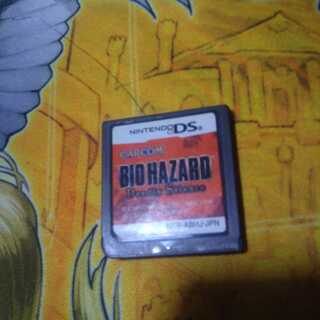 NINTENDO DS
CAPCOM
BIOHAZARD
Deadly Silence